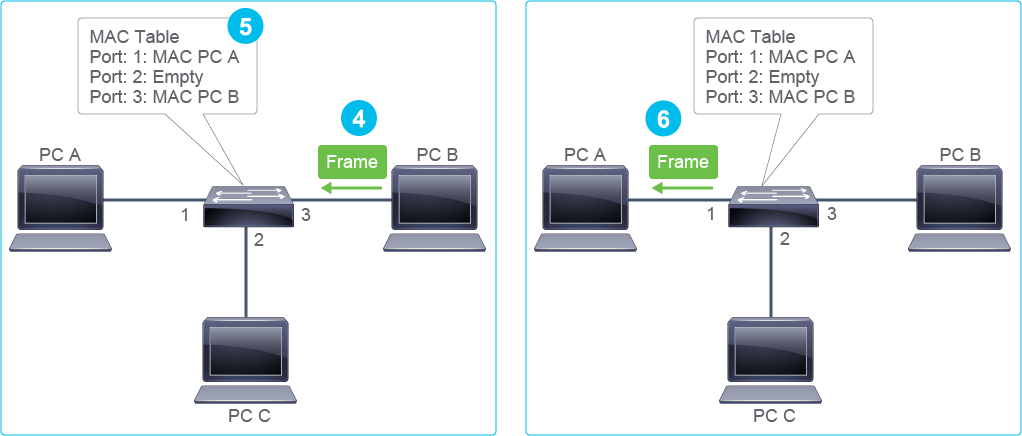 5
MAC Table
Port: 1: MAC PC A
Port: 2: Empty
Port: 3: MAC PC B
4
Frame
PC A
PC B
1
3
2
PC C
MAC Table
Port: 1: MAC PC A
Port: 2: Empty
Port: 3: MAC PC B
6
Frame
PC A
PC B
1
3
2
PC C